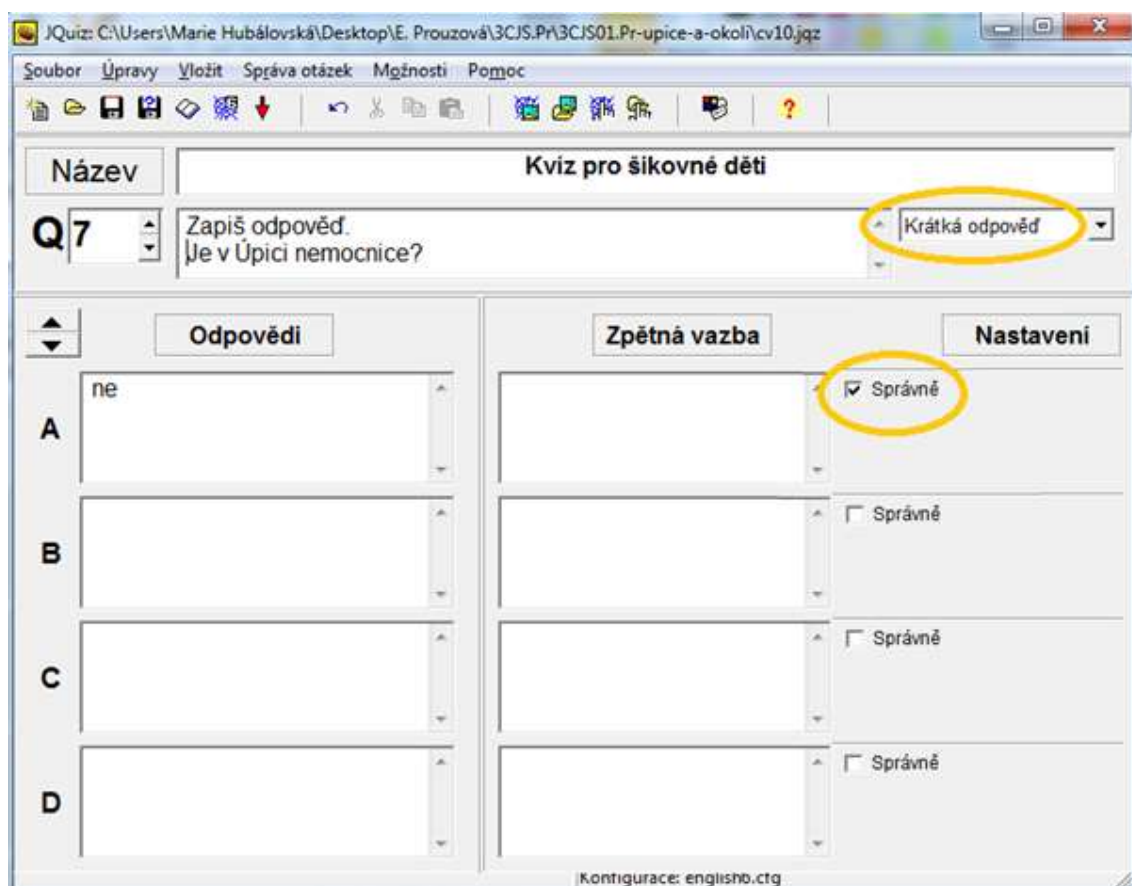 JQuiz: C:\Users\Marie Hubálovská\Desktop\E. Prouzová\3CJS.Pr\3CJS01.Pr-upice-a-okoli\cv10.jqz
Soubor Úpravy Vložit Správa otázek Možnosti Pomoc
Název
Kviz pro šikovné děti
Q 7
Zapiš odpověď.
Je v Úpici nemocnice?
Krátká odpověď
Odpovědi Zpětná vazba Nastavení
A ne Správně
B Správně
C Správně
D Správně
Konfigurace: english6.cfg